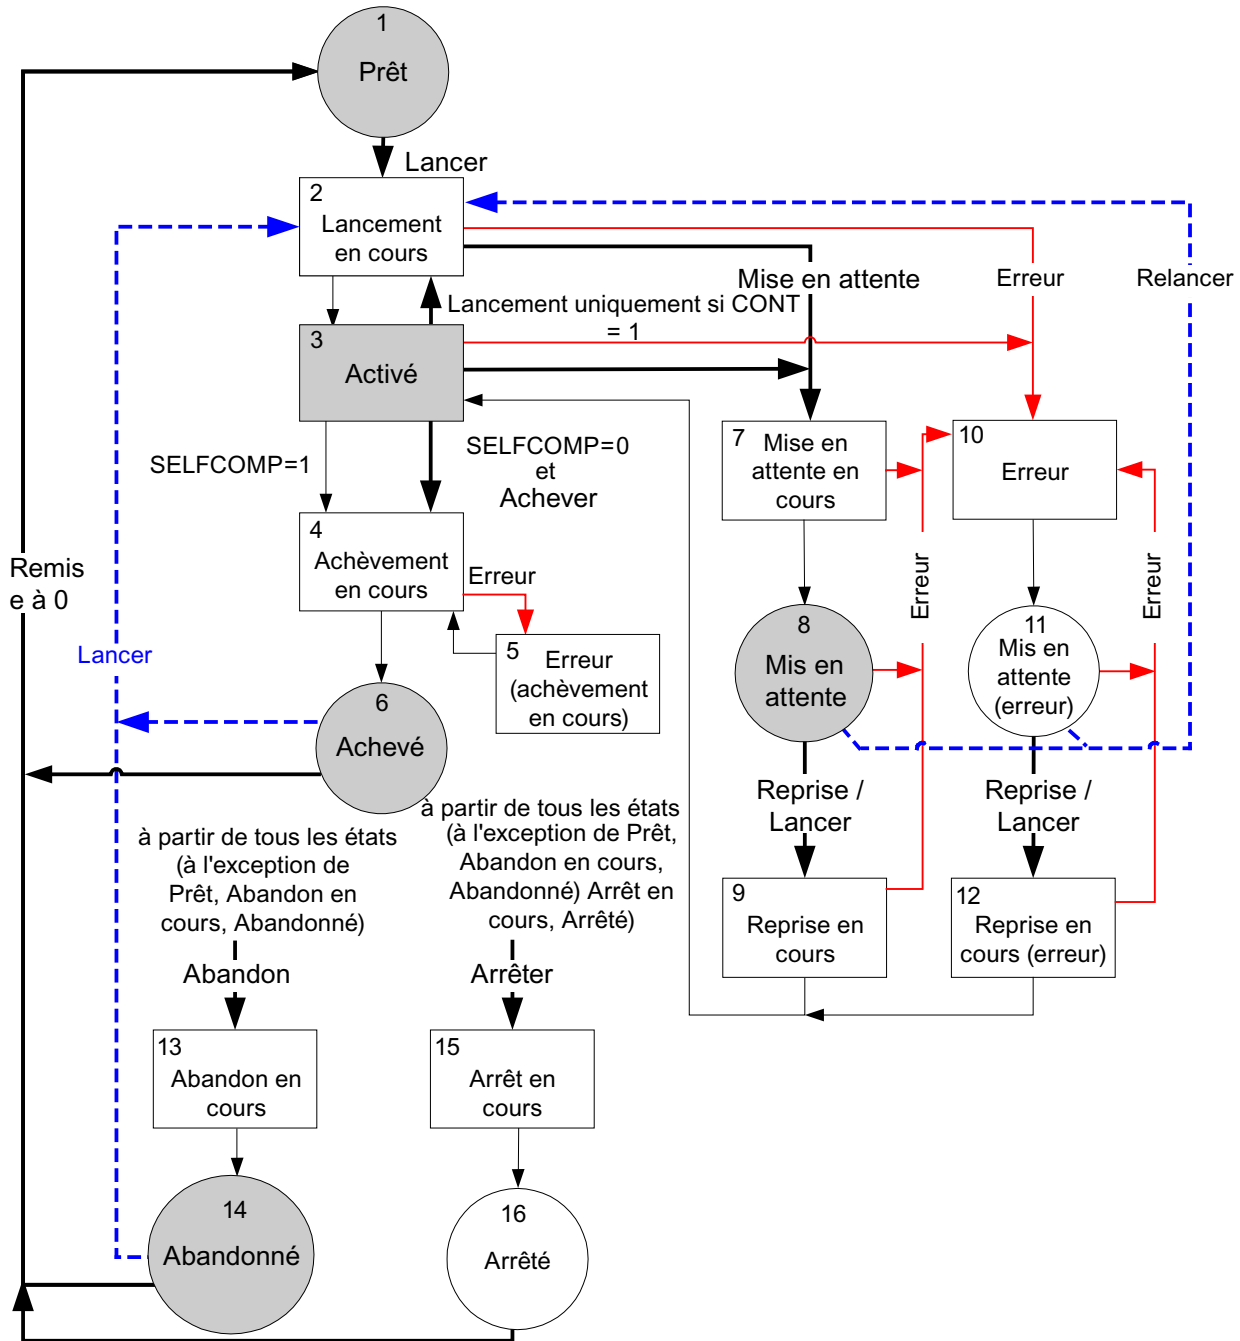 1
Prêt
Lancer
2
Lancement
en cours
Mise en attente
Erreur
Relancer
Lancement uniquement si CONT
= 1
3
Activé
SELFCOMP=1
SELFCOMP=0
et
Achever
7
Mise en
attente en
cours
10
Erreur
4
Achèvement
en cours
Erreur
Remis
e à 0
Erreur
Erreur
5
Erreur
(achèvement
en cours)
Lancer
6
Achevé
8
Mis en
attente
11
Mis en
attente
(erreur)
Reprise /
Lancer
Reprise /
Lancer
à partir de tous les états
(à l'exception de
Prêt, Abandon en
cours, Abandonné)
à partir de tous les états
(à l'exception de Prêt,
Abandon en cours,
Abandonné) Arrêt en
cours, Arrêté)
9
Reprise en
cours
12
Reprise en
cours (erreur)
Abandon
Arrêter
13
Abandon en
cours
15
Arrêt en
cours
14
Abandonné
16
Arrêté